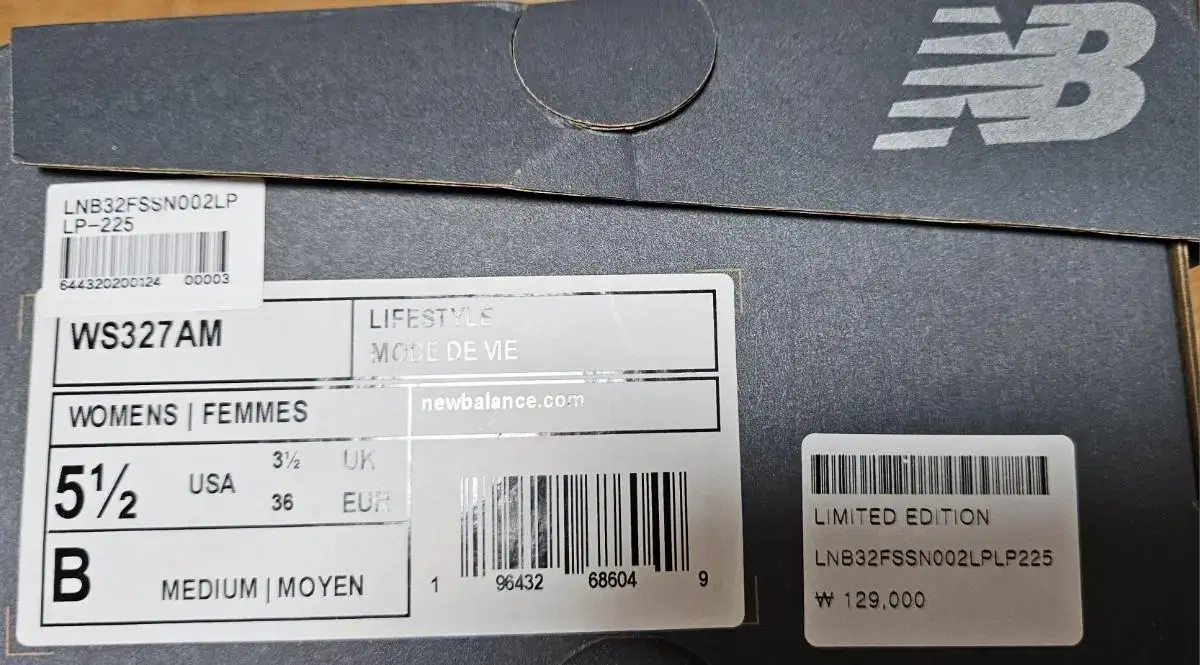 NB
LNB32FSSN002LP
LP-225
644320200124 00003
WS327AM
LIFESTYLE
MODE DE VIE
WOMENS | FEMMES
newbalance.com
5½ USA
3½ UK
36 EUR
B MEDIUM | MOYEN
1 96432 68604 9
LIMITED EDITION
LNB32FSSN002LPLP225
₩ 129,000